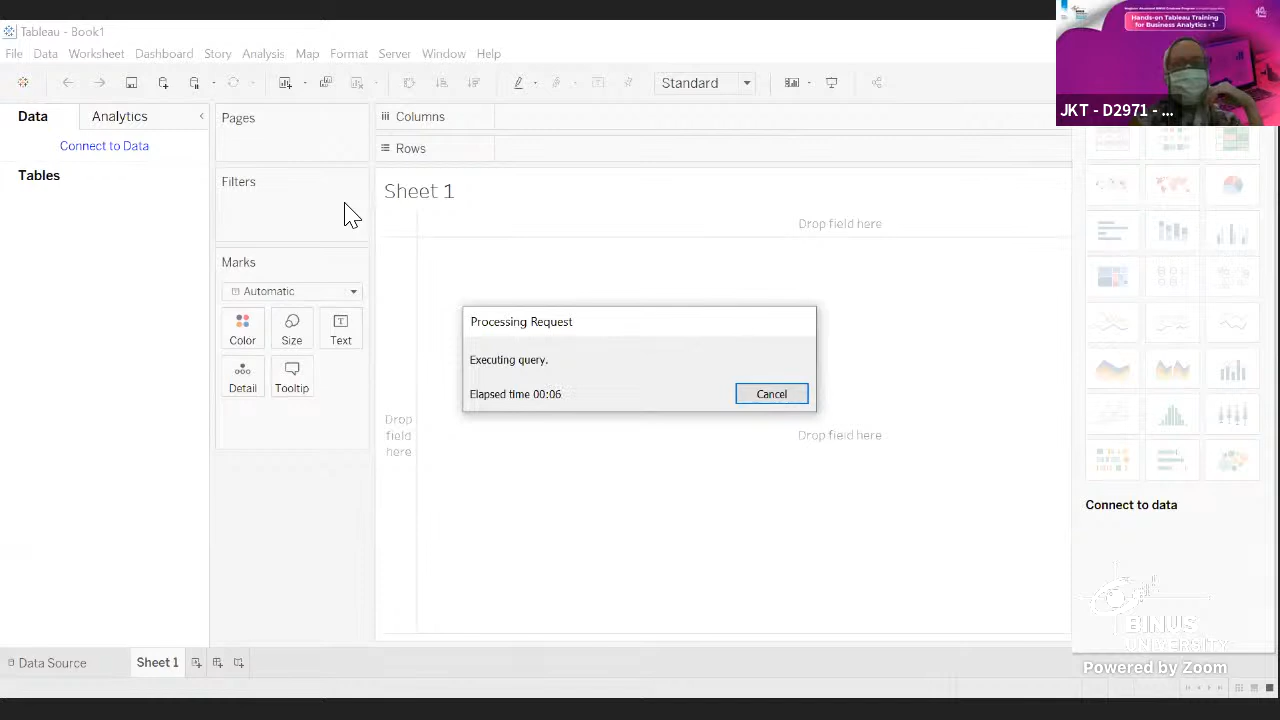 Tableau - Book1
File Data Worksheet Dashboard Story Analysis Map Format Server Window Help
Standard
Hands-on Tableau Training
for Business Analytics - 1
JKT - D2971 - ...
Data Analytics
Connect to Data
Tables
Pages
Filters
Marks
Automatic
Color Size Text
Detail Tooltip
Columns
Rows
Sheet 1
Drop field here
Drop
field
here
Drop field here
Processing Request
Executing query.
Elapsed time 00:06
Cancel
Connect to data
BINUS
UNIVERSITY
Powered by Zoom
Data Source
Sheet 1